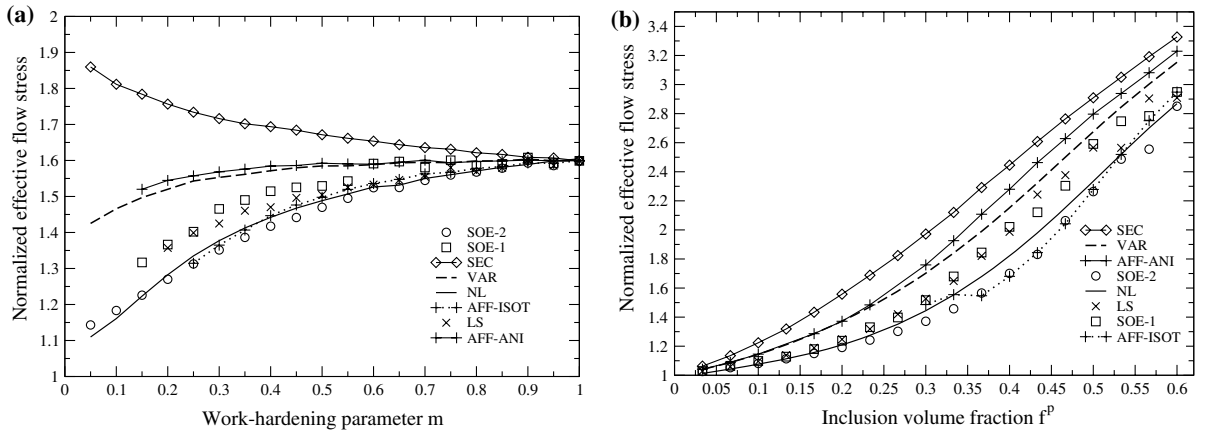 (a)
Normalized effective flow stress
2
1.9
1.8
1.7
1.6
1.5
1.4
1.3
1.2
1.1
1
0 0.1 0.2 0.3 0.4 0.5 0.6 0.7 0.8 0.9 1
Work-hardening parameter m
SOE-2
SOE-1
SEC
VAR
NL
AFF-ISOT
LS
AFF-ANI
(b)
Normalized effective flow stress
3.4
3.2
3
2.8
2.6
2.4
2.2
2
1.8
1.6
1.4
1.2
1
0 0.05 0.1 0.15 0.2 0.25 0.3 0.35 0.4 0.45 0.5 0.55 0.6
Inclusion volume fraction f^p
SEC
VAR
AFF-ANI
SOE-2
NL
LS
SOE-1
AFF-ISOT